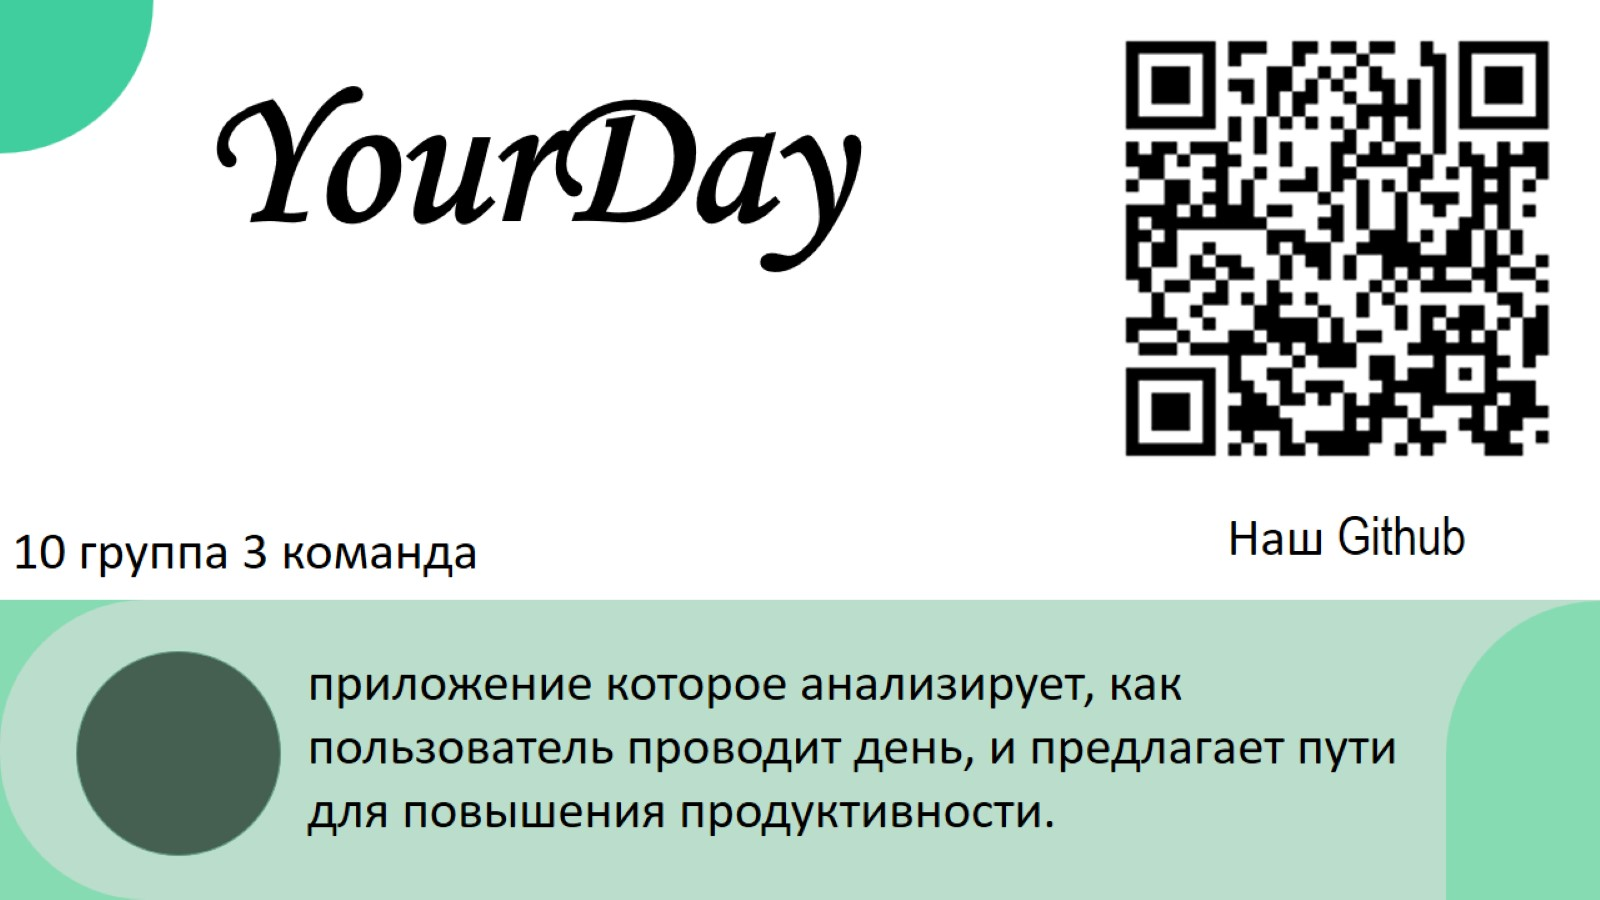 YourDay
10 группа 3 команда
Наш Github
приложение которое анализирует, как
пользователь проводит день, и предлагает пути
для повышения продуктивности.